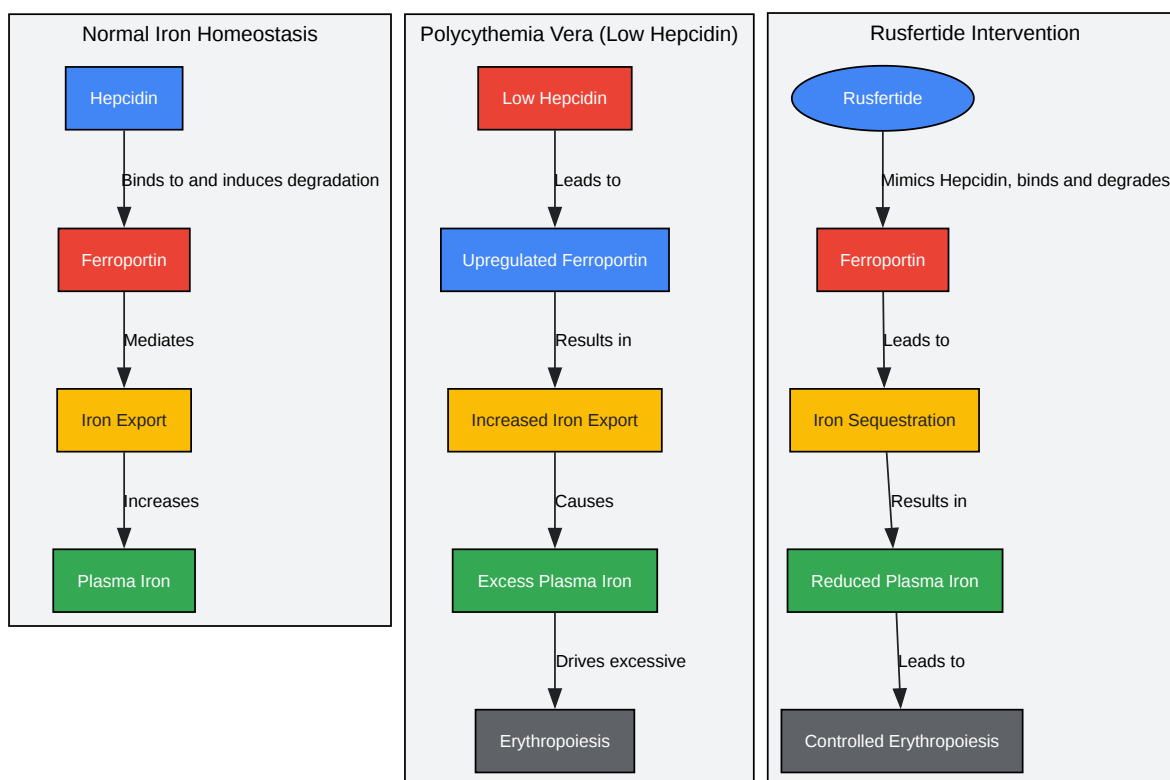 Normal Iron Homeostasis
Hepcidin
Binds to and induces degradation
Ferroportin
Mediates
Iron Export
Increases
Plasma Iron
Polycythemia Vera (Low Hepcidin)
Low Hepcidin
Leads to
Upregulated Ferroportin
Results in
Increased Iron Export
Causes
Excess Plasma Iron
Drives excessive
Erythropoiesis
Rusfertide Intervention
Rusfertide
Mimics Hepcidin, binds and degrades
Ferroportin
Leads to
Iron Sequestration
Results in
Reduced Plasma Iron
Leads to
Controlled Erythropoiesis